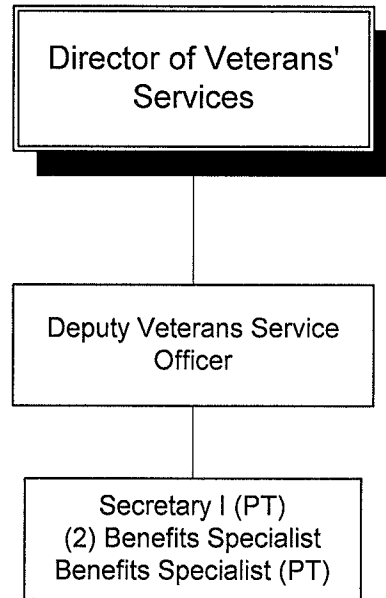 Director of Veterans'
Services
Deputy Veterans Service
Officer
Secretary I (PT)
(2) Benefits Specialist
Benefits Specialist (PT)